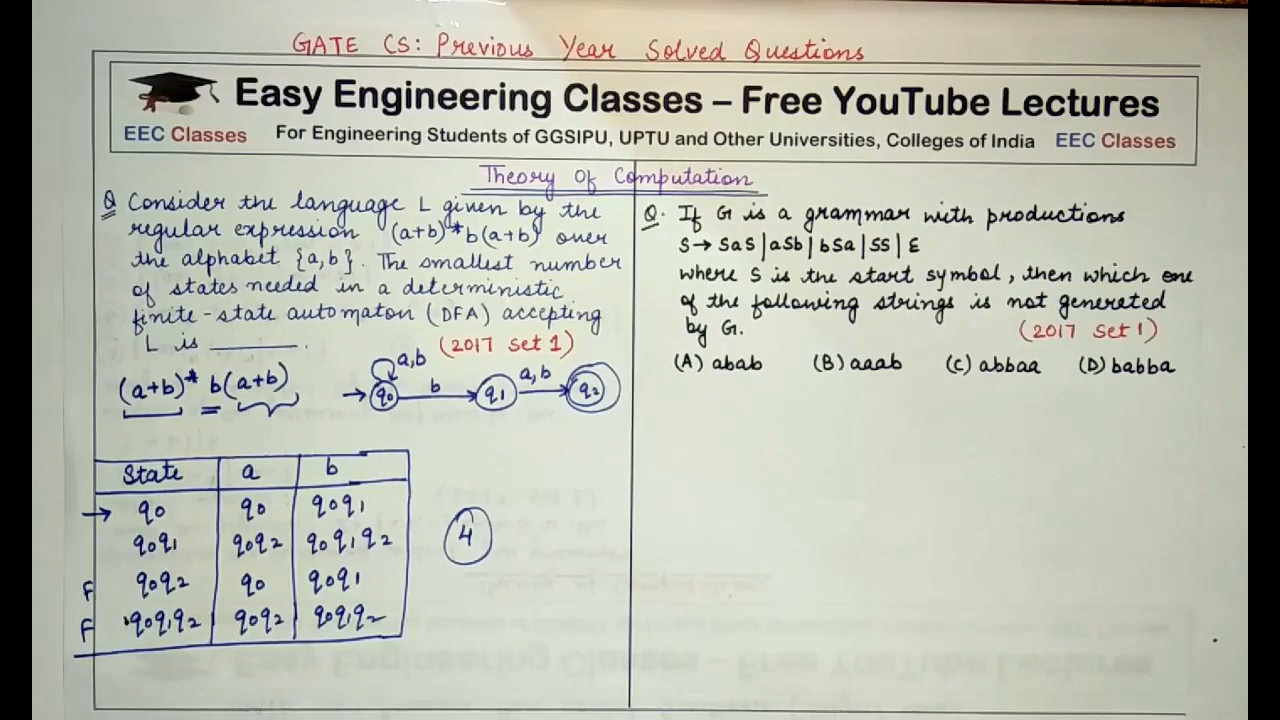 GATE CS: Previous Year Solved Questions
Easy Engineering Classes – Free YouTube Lectures
EEC Classes For Engineering Students of GGSIPU, UPTU and Other Universities, Colleges of India EEC Classes
Theory of Computation
Q Consider the language L given by the
regular expression (a+b)*b(a+b) over
the alphabet {a,b}. The smallest number
of states needed in a deterministic
finite-state automaton (DFA) accepting
L is ______.
(2017 set 1)
(a+b)* b(a+b)
a,b
q0 b q1 a,b q2
State a b
→ q0 q0 q0q1
q0q1 q0q2 q0q1q2
F q0q2 q0 q0q1
F q0q1q2 q0q2 q0q1q2
4
Q. If G is a grammar with productions
S→ SaS|aSb|bSa|SS|ε
where S is the start symbol, then which one
of the following strings is not generated
by G. (2017 Set 1)
(A) abab (B) aaab (C) abbaa (D) babba